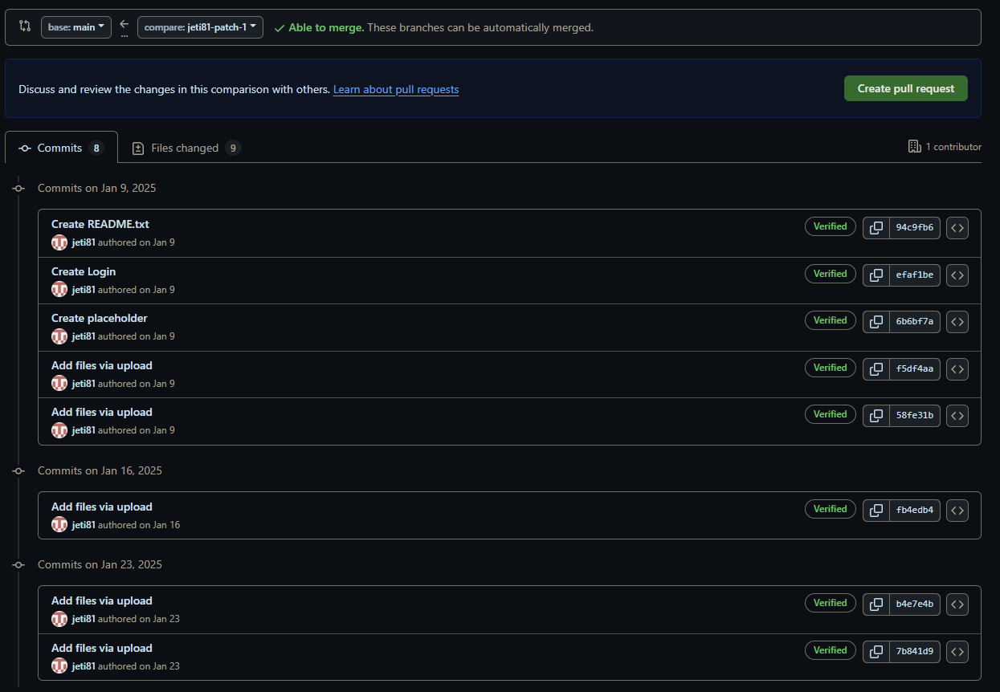 base: main ... compare: jeti81-patch-1 Able to merge. These branches can be automatically merged.
Discuss and review the changes in this comparison with others. Learn about pull requests Create pull request
Commits 8 Files changed 9 1 contributor
Commits on Jan 9, 2025
Create README.txt
Verified 94c9fb6
jeti81 authored on Jan 9
Create Login
Verified efaf1be
jeti81 authored on Jan 9
Create placeholder
Verified 6b6bf7a
jeti81 authored on Jan 9
Add files via upload
Verified f5df4aa
jeti81 authored on Jan 9
Add files via upload
Verified 58fe31b
jeti81 authored on Jan 9
Commits on Jan 16, 2025
Add files via upload
Verified fb4edb4
jeti81 authored on Jan 16
Commits on Jan 23, 2025
Add files via upload
Verified b4e7e4b
jeti81 authored on Jan 23
Add files via upload
Verified 7b841d9
jeti81 authored on Jan 23